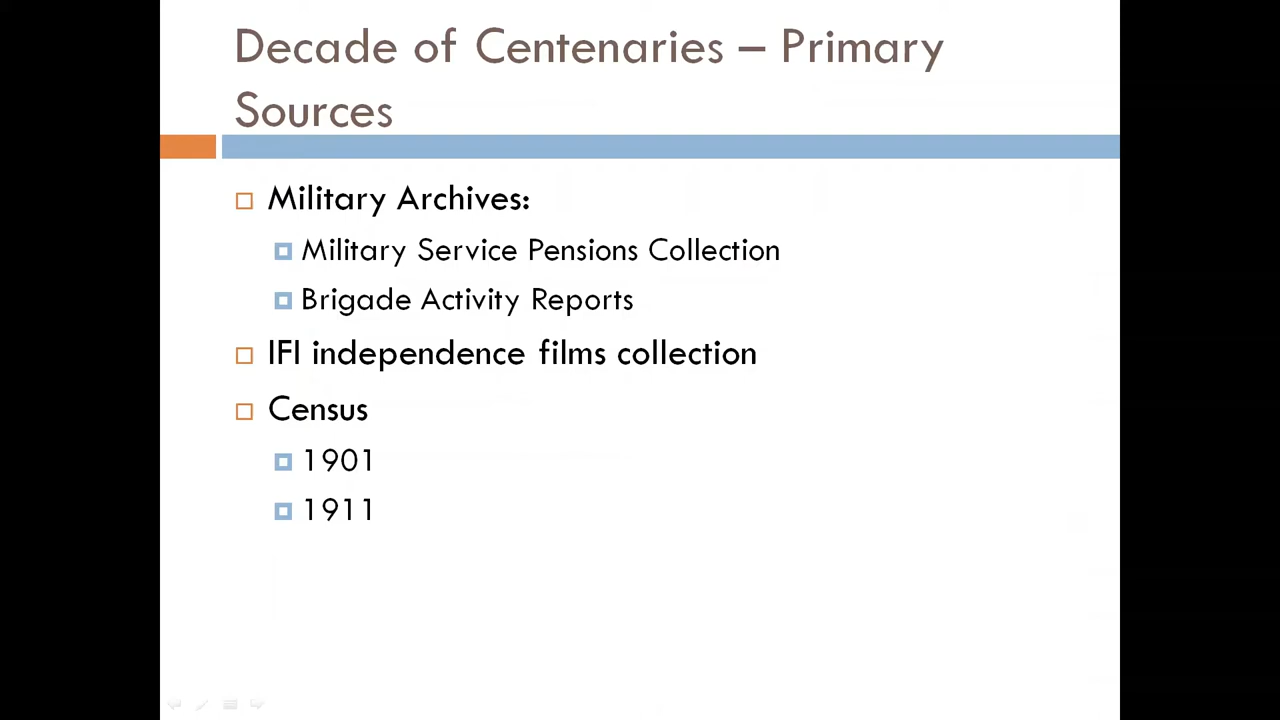 Decade of Centenaries – Primary
Sources
Military Archives:
Military Service Pensions Collection
Brigade Activity Reports
IFI independence films collection
Census
1901
1911